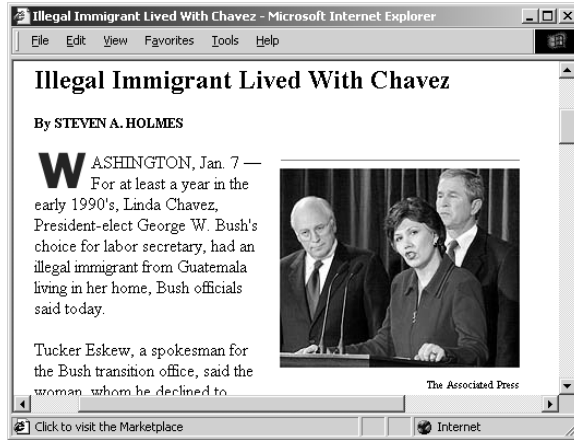 Illegal Immigrant Lived With Chavez - Microsoft Internet Explorer
File Edit View Favorites Tools Help
Illegal Immigrant Lived With Chavez
By STEVEN A. HOLMES
WASHINGTON, Jan. 7 —
For at least a year in the
early 1990's, Linda Chavez,
President-elect George W. Bush's
choice for labor secretary, had an
illegal immigrant from Guatemala
living in her home, Bush officials
said today.
Tucker Eskew, a spokesman for
the Bush transition office, said the
woman, whom he declined to
The Associated Press
Click to visit the Marketplace
Internet